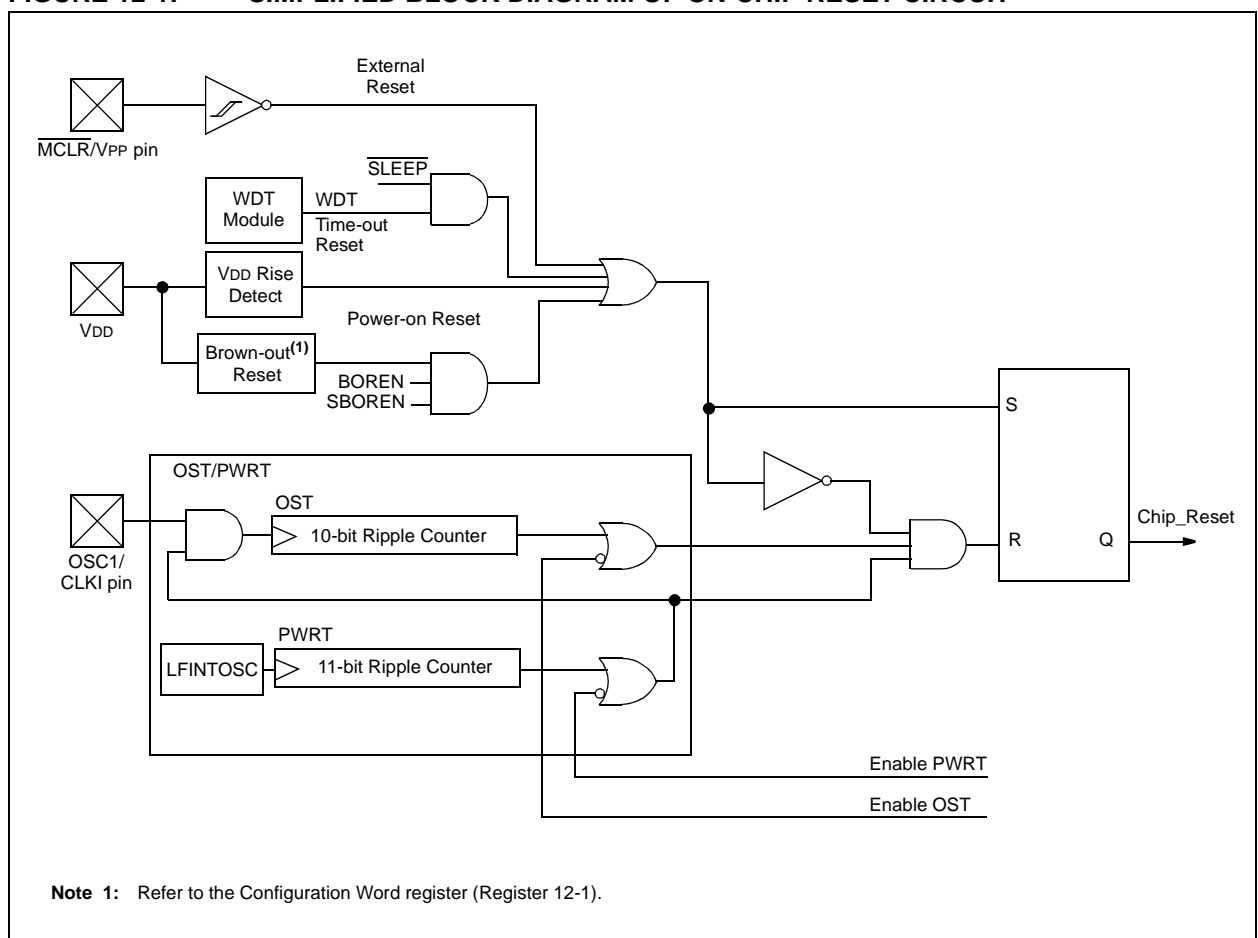 External
Reset
MCLR/VPP pin
SLEEP
WDT
Module
WDT
Time-out
Reset
VDD
VDD Rise
Detect
Power-on Reset
Brown-out(1)
Reset
BOREN
SBOREN
S
OST/PWRT
OST
10-bit Ripple Counter
OSC1/
CLKI pin
R
Q
Chip_Reset
PWRT
LFINTOSC
11-bit Ripple Counter
Enable PWRT
Enable OST
Note 1: Refer to the Configuration Word register (Register 12-1).